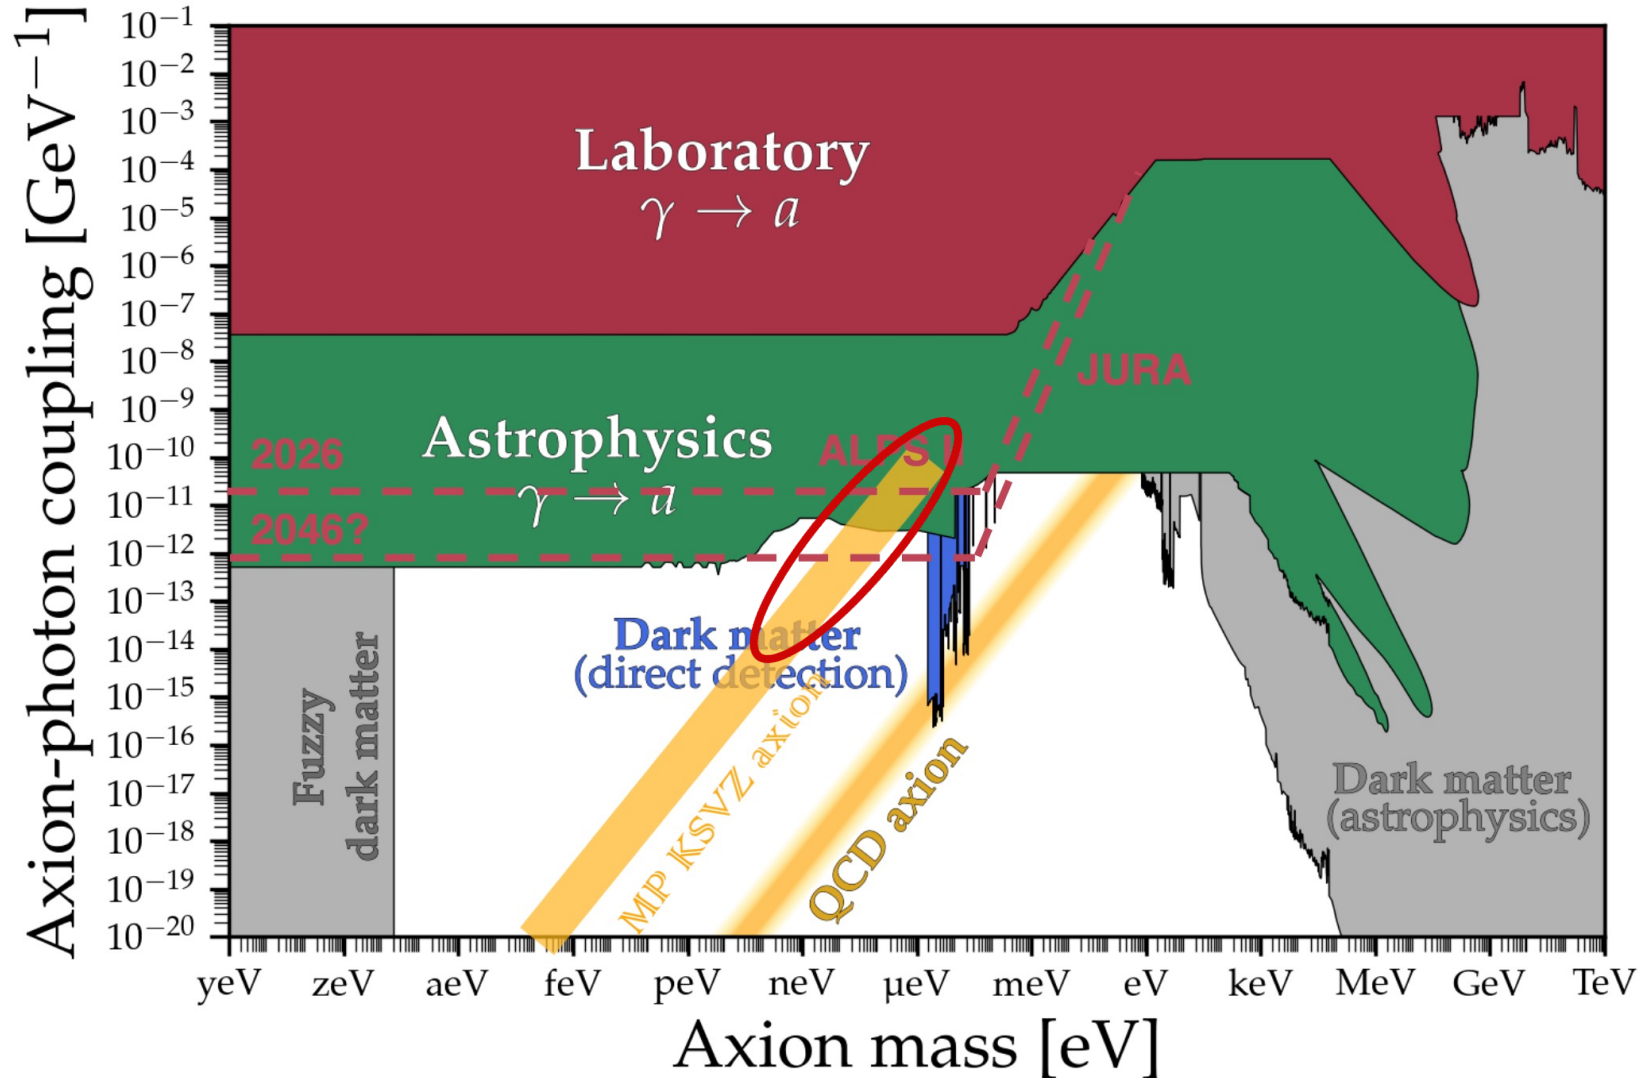 Axion-photon coupling [GeV⁻¹]
10⁻¹
10⁻²
10⁻³
10⁻⁴
10⁻⁵
10⁻⁶
10⁻⁷
10⁻⁸
10⁻⁹
10⁻¹⁰
10⁻¹¹
10⁻¹²
10⁻¹³
10⁻¹⁴
10⁻¹⁵
10⁻¹⁶
10⁻¹⁷
10⁻¹⁸
10⁻¹⁹
10⁻²⁰
Laboratory
γ → a
JURA
Astrophysics
γ → a
2026
ALPS II
2046?
Dark matter
(direct detection)
Fuzzy
dark matter
MP KSVZ axion
QCD axion
Dark matter
(astrophysics)
yeV zeV aeV feV peV neV μeV meV eV keV MeV GeV TeV
Axion mass [eV]